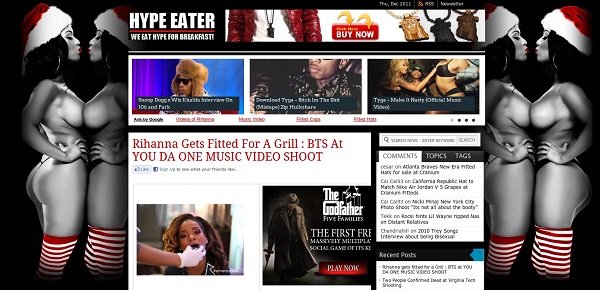 Thu, Dec 2011 RSS Newsletter
HYPE EATER
WE EAT HYPE FOR BREAKFAST!
Click Here
BUY NOW
Snoop Dogg x Wiz Khalifa Interview On
106 and Park
Download Tyga – Bitch Im The Shit
(Mixtape) Zip Hulkshare
Tyga – Make It Nasty (Official Music
Video)
Ads by Google Videos of Rihanna Music Video Fitted Caps Fitted Hats
Rihanna Gets Fitted For A Grill : BTS At
YOU DA ONE MUSIC VIDEO SHOOT
Like Sign Up to see what your friends like.
The
Godfather
FIVE FAMILIES
THE FIRST FREE
MASSIVELY MULTIPLA
SOCIAL GAME OF ITS K
PLAY NOW
SEARCH NEWS - ENTER KEYWORD SEARCH
COMMENTS TOPICS TAGS
cesar on Atlanta Braves New Era Fitted
Hats for sale at Cranium
Cai Cai93 on California Republic Hat to
Match Nike Air Jordan V 5 Grapes at
Cranium Fitteds
Cai Cai93 on Nicki Minaj New York City
Photo Shoot "Its not all about the booty"
Tekk on Rocsi hints Lil Wayne ripped Nas
on Distant Relatives
Chandriahill on 2010 Trey Songz
Interview about being Bisexual
Recent Posts
Rihanna gets fitted for a Grill : BTS at YOU
DA ONE MUSIC VIDEO SHOOT
Two People Confirmed Dead at Virginia Tech
Shooting